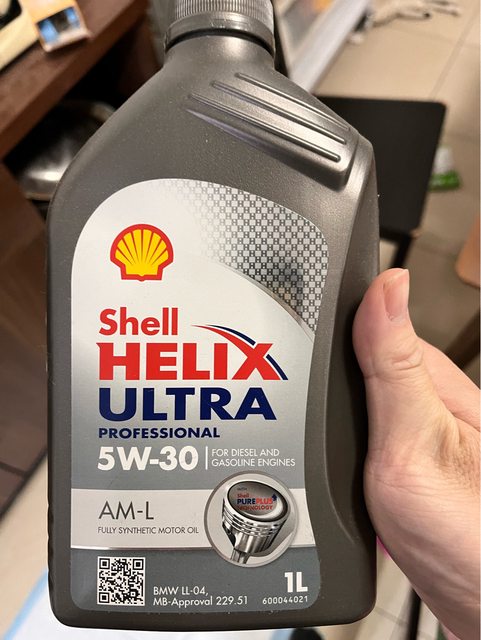 Shell
HELIX
ULTRA
PROFESSIONAL
5W-30
FOR DIESEL AND
GASOLINE ENGINES
AM-L
FULLY SYNTHETIC MOTOR OIL
Shell
PUREPLUS
TECHNOLOGY
BMW LL-04,
MB-Approval 229.51
1L
600044021